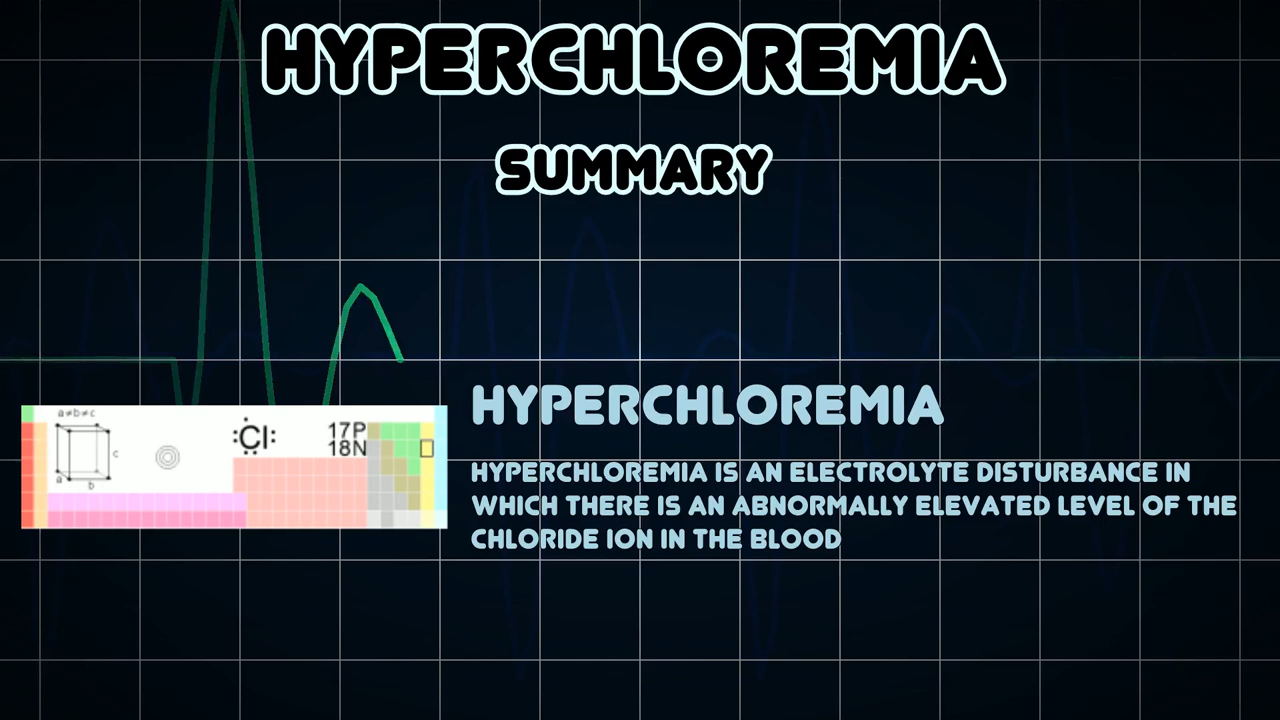 HYPERCHLOREMIA
SUMMARY
a≠b≠c
a
b
c
Cl
17P
18N
HYPERCHLOREMIA
HYPERCHLOREMIA IS AN ELECTROLYTE DISTURBANCE IN
WHICH THERE IS AN ABNORMALLY ELEVATED LEVEL OF THE
CHLORIDE ION IN THE BLOOD